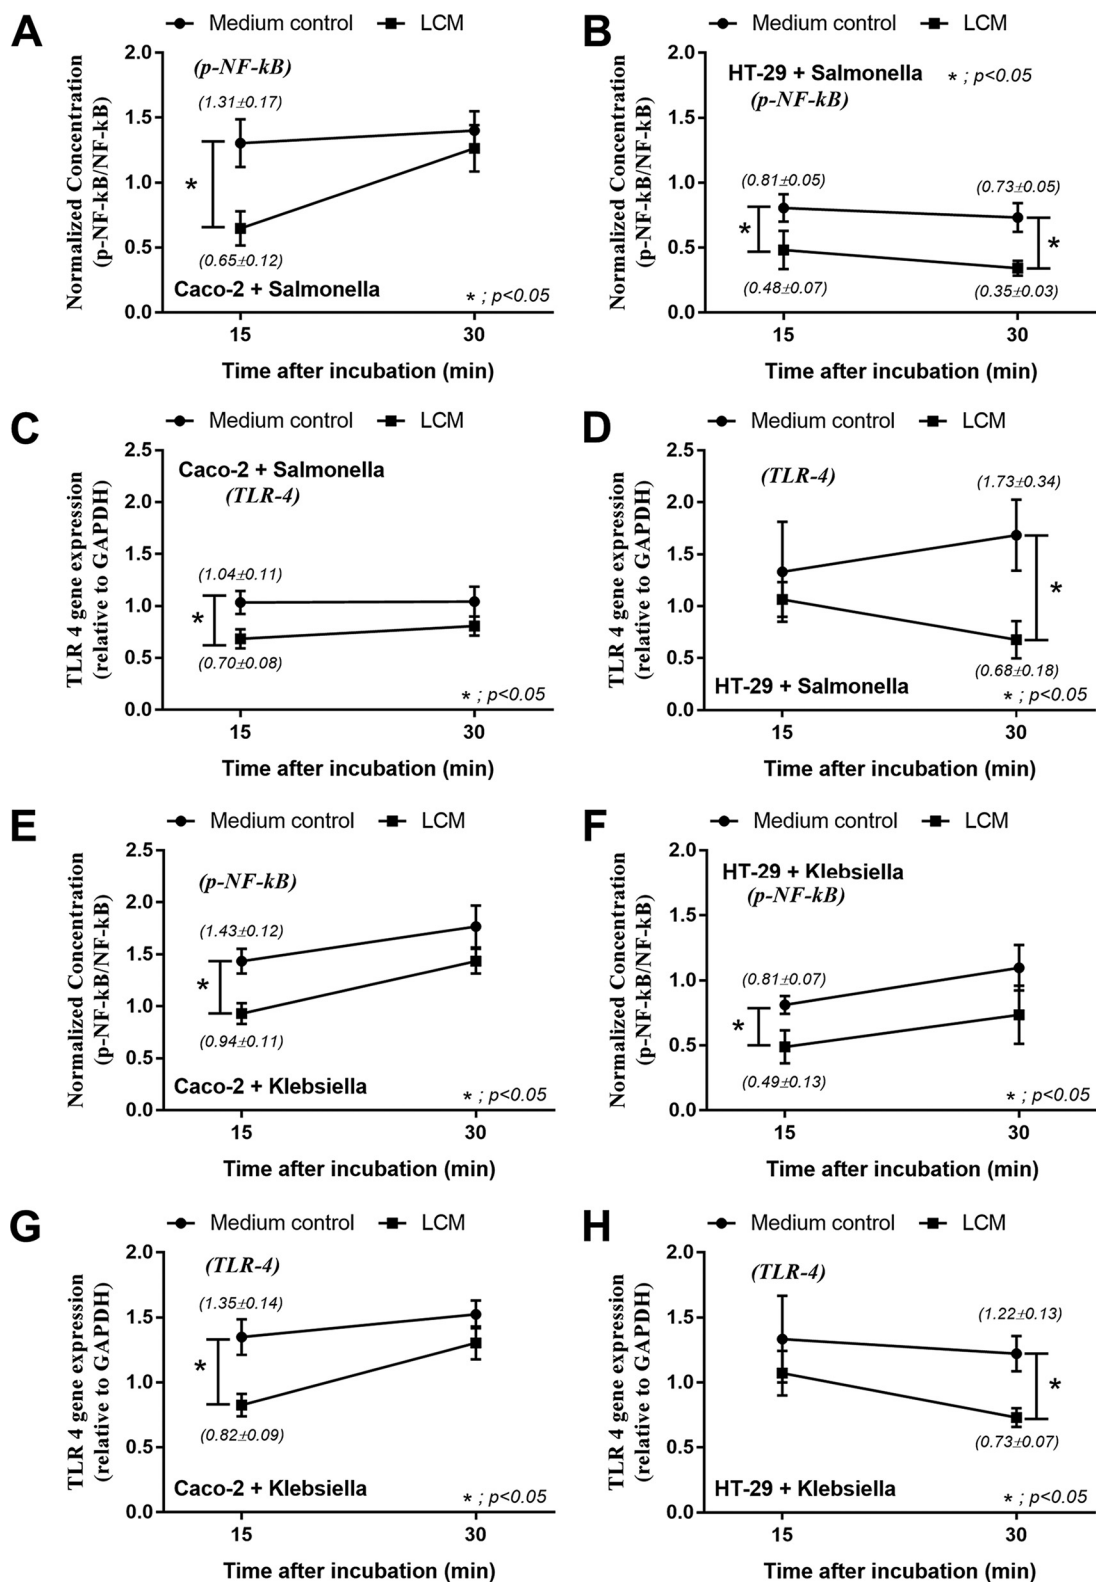 A
Medium control LCM
Normalized Concentration
(p-NF-kB/NF-kB)
2.0
1.5
1.0
0.5
0.0
(p-NF-kB)
(1.31±0.17)
*
(0.65±0.12)
Caco-2 + Salmonella
* ; p<0.05
15 30
Time after incubation (min)
B
Medium control LCM
Normalized Concentration
(p-NF-kB/NF-kB)
2.0
1.5
1.0
0.5
0.0
HT-29 + Salmonella * ; p<0.05
(p-NF-kB)
(0.81±0.05) (0.73±0.05)
* *
(0.48±0.07) (0.35±0.03)
15 30
Time after incubation (min)
C
Medium control LCM
TLR 4 gene expression
(relative to GAPDH)
2.5
2.0
1.5
1.0
0.5
0.0
Caco-2 + Salmonella
(TLR-4)
(1.04±0.11)
*
(0.70±0.08)
* ; p<0.05
15 30
Time after incubation (min)
D
Medium control LCM
TLR 4 gene expression
(relative to GAPDH)
2.5
2.0
1.5
1.0
0.5
0.0
(TLR-4)
(1.73±0.34)
*
(0.68±0.18)
HT-29 + Salmonella
* ; p<0.05
15 30
Time after incubation (min)
E
Medium control LCM
Normalized Concentration
(p-NF-kB/NF-kB)
2.5
2.0
1.5
1.0
0.5
0.0
(p-NF-kB)
(1.43±0.12)
*
(0.94±0.11)
Caco-2 + Klebsiella
* ; p<0.05
15 30
Time after incubation (min)
F
Medium control LCM
Normalized Concentration
(p-NF-kB/NF-kB)
2.0
1.5
1.0
0.5
0.0
HT-29 + Klebsiella
(p-NF-kB)
(0.81±0.07)
*
(0.49±0.13)
* ; p<0.05
15 30
Time after incubation (min)
G
Medium control LCM
TLR 4 gene expression
(relative to GAPDH)
2.0
1.5
1.0
0.5
0.0
(TLR-4)
(1.35±0.14)
*
(0.82±0.09)
Caco-2 + Klebsiella
* ; p<0.05
15 30
Time after incubation (min)
H
Medium control LCM
TLR 4 gene expression
(relative to GAPDH)
2.0
1.5
1.0
0.5
0.0
(TLR-4)
(1.22±0.13)
*
(0.73±0.07)
HT-29 + Klebsiella
* ; p<0.05
15 30
Time after incubation (min)